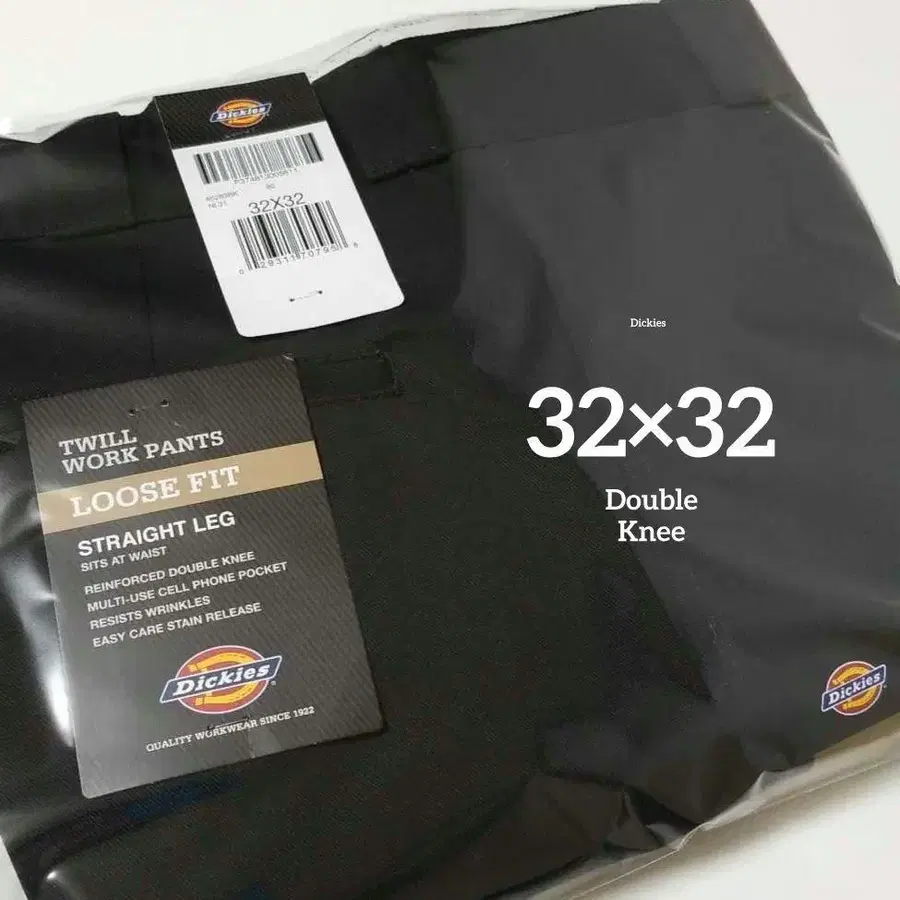 Dickies
32X32
TWILL
WORK PANTS
LOOSE FIT
STRAIGHT LEG
SITS AT WAIST
REINFORCED DOUBLE KNEE
MULTI-USE CELL PHONE POCKET
RESISTS WRINKLES
EASY CARE STAIN RELEASE
Dickies
QUALITY WORKWEAR SINCE 1922
Dickies
32×32
Double
Knee
Dickies